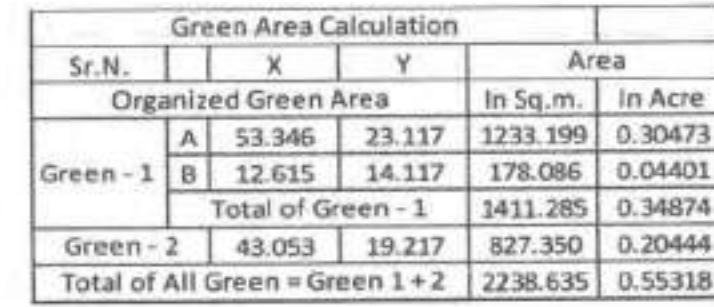 Green Area Calculation
Sr.N. X Y Area
Organized Green Area In Sq.m. In Acre
Green - 1 A 53.346 23.117 1233.199 0.30473
B 12.615 14.117 178.086 0.04401
Total of Green - 1 1411.285 0.34874
Green - 2 43.053 19.217 827.350 0.20444
Total of All Green = Green 1 + 2 2238.635 0.55318